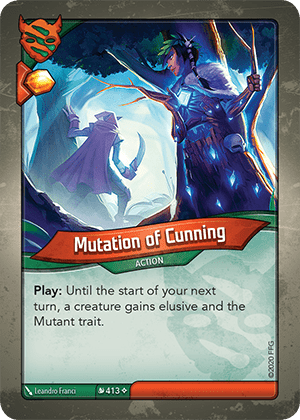 Mutation of Cunning
ACTION
Play: Until the start of your next
turn, a creature gains elusive and the
Mutant trait.
©2020 FFG
Leandro Franci
413